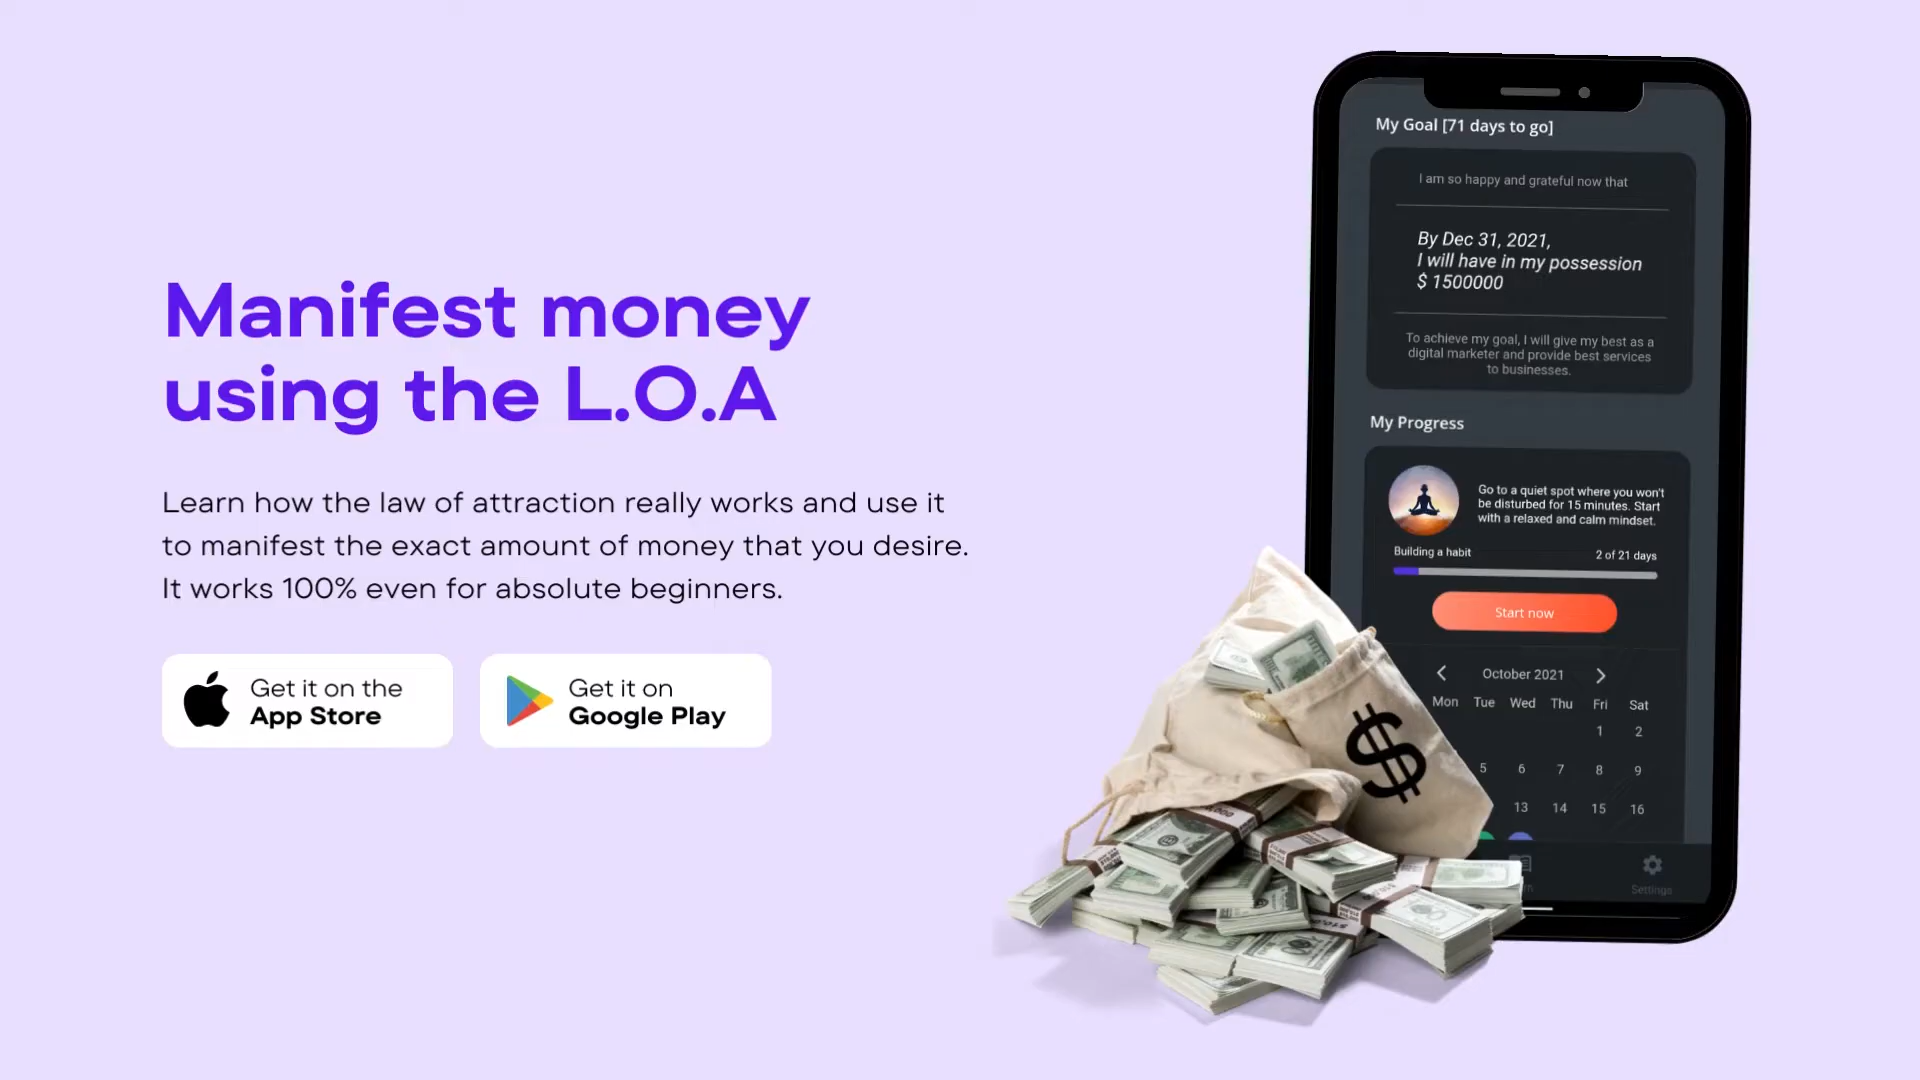 Manifest money
using the L.O.A
Learn how the law of attraction really works and use it
to manifest the exact amount of money that you desire.
It works 100% even for absolute beginners.
Get it on the
App Store
Get it on
Google Play
My Goal [71 days to go]
I am so happy and grateful now that
By Dec 31, 2021,
I will have in my possession
$ 1500000
To achieve my goal, I will give my best as a
digital marketer and provide best services
to businesses.
My Progress
Go to a quiet spot where you won't
be disturbed for 15 minutes. Start
with a relaxed and calm mindset.
Building a habit 2 of 21 days
Start now
October 2021
Mon Tue Wed Thu Fri Sat
1 2
5 6 7 8 9
13 14 15 16
Settings
$